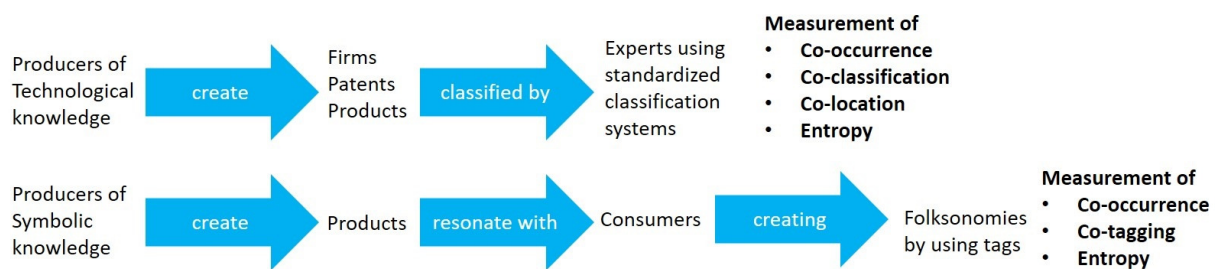 Producers of
Technological
knowledge
create
Firms
Patents
Products
classified by
Experts using
standardized
classification
systems
Measurement of
• Co-occurrence
• Co-classification
• Co-location
• Entropy
Producers of
Symbolic
knowledge
create
Products
resonate with
Consumers
creating
Folksonomies
by using tags
Measurement of
• Co-occurrence
• Co-tagging
• Entropy